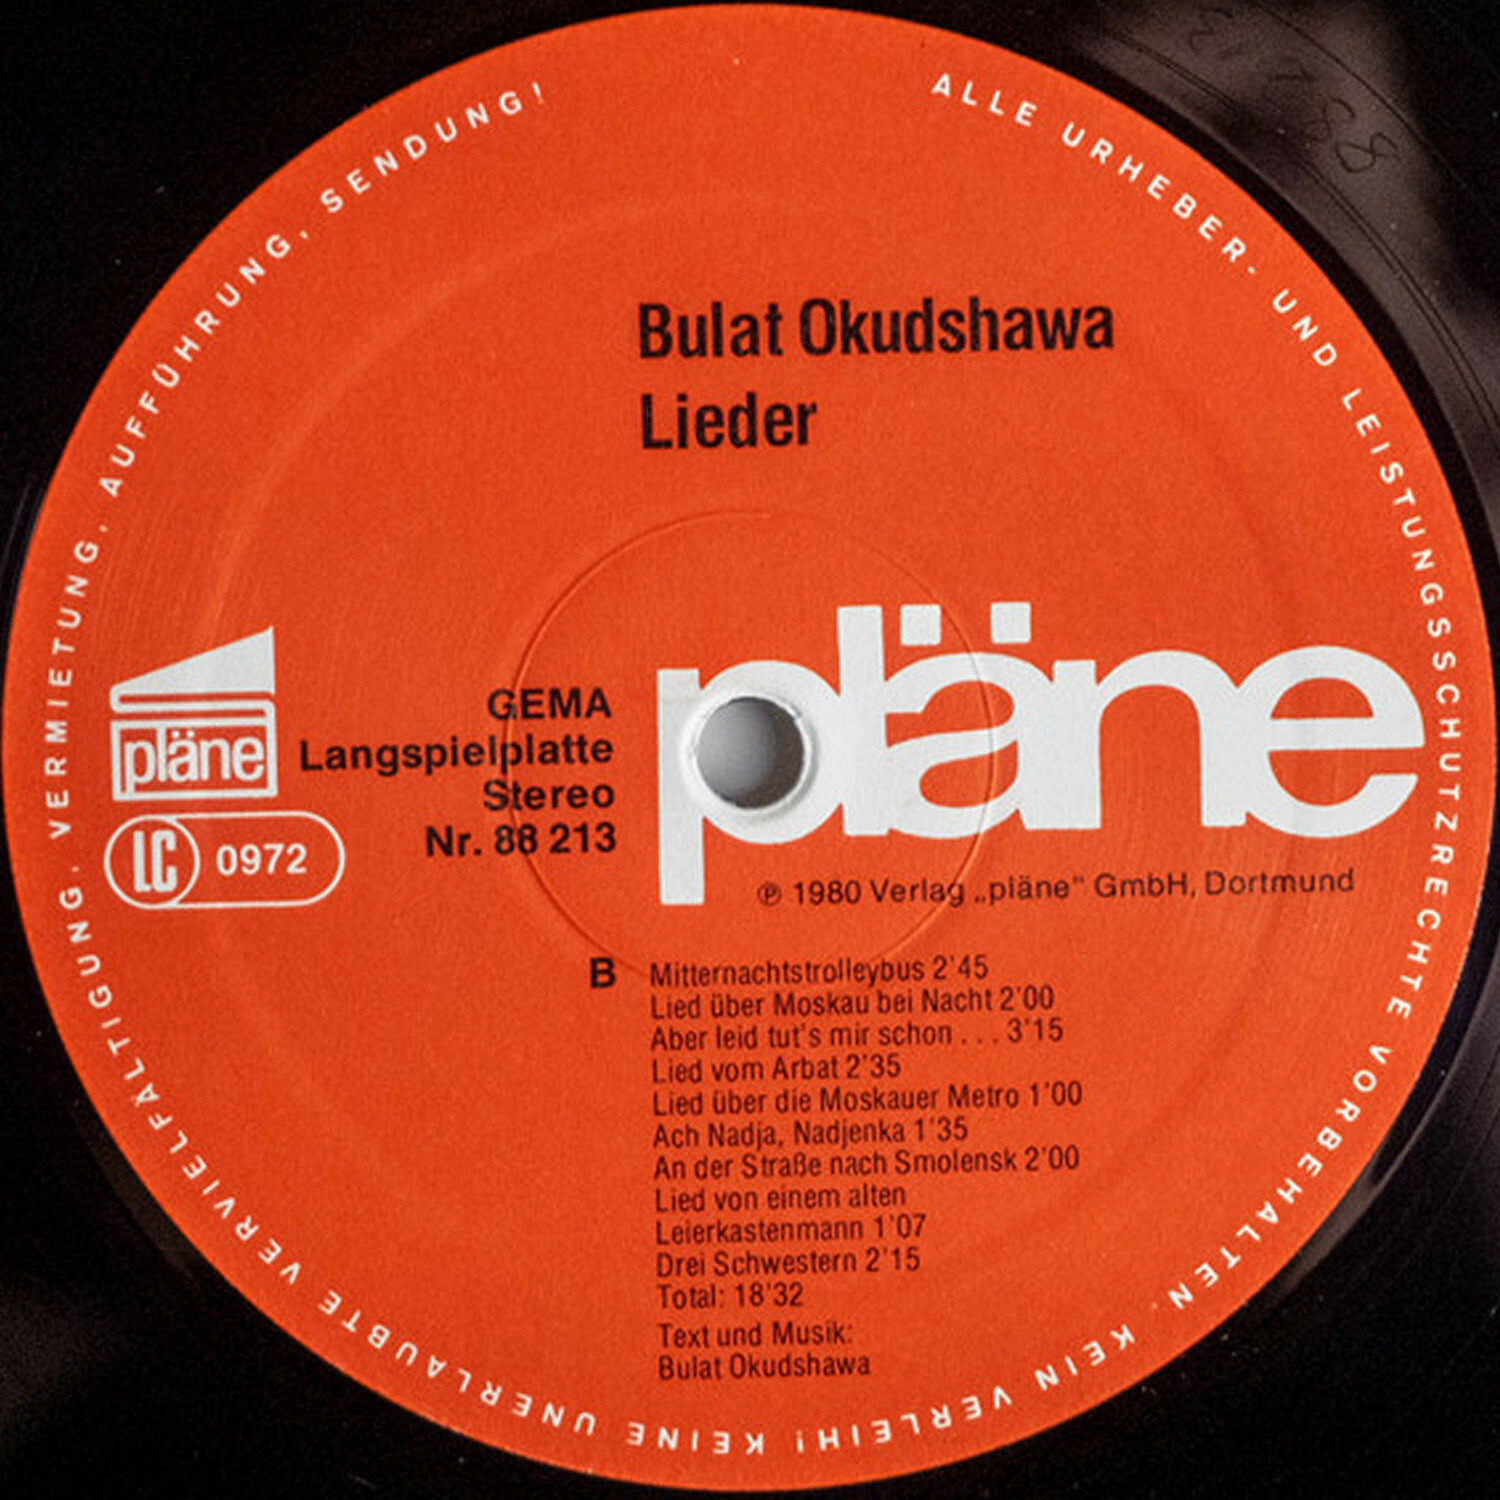 ALLE URHEBER- UND LEISTUNGSSCHUTZRECHTE VORBEHALTEN. KEIN VERLEIH! KEINE UNERLAUBTE VERVIELFÄLTIGUNG, VERMIETUNG, AUFFÜHRUNG, SENDUNG!
Bulat Okudshawa
Lieder
pläne
LC 0972
GEMA
Langspielplatte
Stereo
Nr. 88 213
pläne
℗ 1980 Verlag „pläne“ GmbH, Dortmund
B
Mitternachtstrolleybus 2'45
Lied über Moskau bei Nacht 2'00
Aber leid tut's mir schon . . . 3'15
Lied vom Arbat 2'35
Lied über die Moskauer Metro 1'00
Ach Nadja, Nadjenka 1'35
An der Straße nach Smolensk 2'00
Lied von einem alten
Leierkastenmann 1'07
Drei Schwestern 2'15
Total: 18'32
Text und Musik:
Bulat Okudshawa